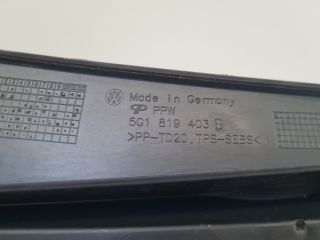 Made in Germany
PPW
5G1 819 403 B
>PP-TD20,TPS-SEBS<